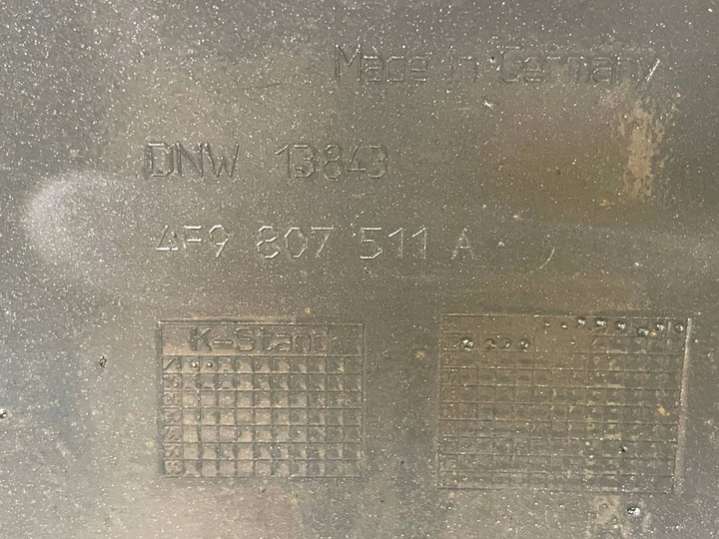 Made in Germany
DNW 13843
4F9 807 511 A
K-Stand